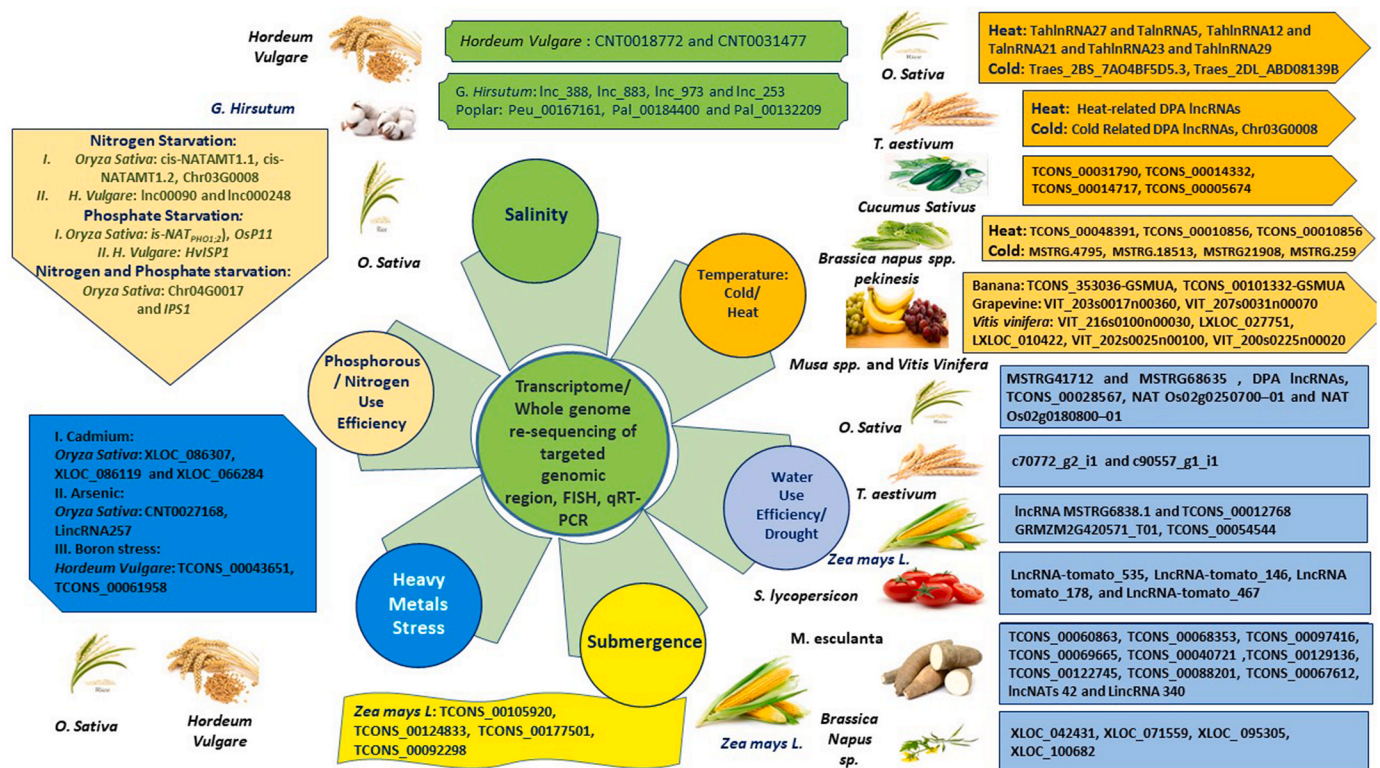 Hordeum
Vulgare
Hordeum Vulgare : CNT0018772 and CNT0031477
G. Hirsutum
G. Hirsutum: lnc_388, lnc_883, lnc_973 and lnc_253
Poplar: Peu_00167161, Pal_00184400 and Pal_00132209
Nitrogen Starvation:
I. Oryza Sativa: cis-NATAMT1.1, cis-
NATAMT1.2, Chr03G0008
II. H. Vulgare: lnc00090 and lnc000248
Phosphate Starvation:
I. Oryza Sativa: is-NATPHO1;2), OsP11
II. H. Vulgare: HvISP1
Nitrogen and Phosphate starvation:
Oryza Sativa: Chr04G0017
and IPS1
Rice
O. Sativa
Salinity
Temperature:
Cold/
Heat
Phosphorous
/ Nitrogen
Use
Efficiency
Transcriptome/
Whole genome
re-sequencing of
targeted
genomic
region, FISH, qRT-
PCR
Water
Use
Efficiency/
Drought
Heavy
Metals
Stress
Submergence
I. Cadmium:
Oryza Sativa: XLOC_086307,
XLOC_086119 and XLOC_066284
II. Arsenic:
Oryza Sativa: CNT0027168,
LincRNA257
III. Boron stress:
Hordeum Vulgare: TCONS_00043651,
TCONS_00061958
Rice
O. Sativa
Hordeum
Vulgare
Zea mays L: TCONS_00105920,
TCONS_00124833, TCONS_00177501,
TCONS_00092298
Zea mays L.
Rice
O. Sativa
Heat: TahlnRNA27 and TalnRNA5, TahlnRNA12 and
TalnRNA21 and TahlnRNA23 and TahlnRNA29
Cold: Traes_2BS_7AO4BF5D5.3, Traes_2DL_ABD08139B
T. aestivum
Heat: Heat-related DPA lncRNAs
Cold: Cold Related DPA lncRNAs, Chr03G0008
Cucumus Sativus
TCONS_00031790, TCONS_00014332,
TCONS_00014717, TCONS_00005674
Brassica napus spp.
pekinesis
Heat: TCONS_00048391, TCONS_00010856, TCONS_00010856
Cold: MSTRG.4795, MSTRG.18513, MSTRG21908, MSTRG.259
Musa spp. and Vitis Vinifera
Banana: TCONS_353036-GSMUA, TCONS_00101332-GSMUA
Grapevine: VIT_203s0017n00360, VIT_207s0031n00070
Vitis vinifera: VIT_216s0100n00030, LXLOC_027751,
LXLOC_010422, VIT_202s0025n00100, VIT_200s0225n00020
Rice
O. Sativa
MSTRG41712 and MSTRG68635 , DPA lncRNAs,
TCONS_00028567, NAT Os02g0250700–01 and NAT
Os02g0180800–01
T. aestivum
c70772_g2_i1 and c90557_g1_i1
Zea mays L.
lncRNA MSTRG6838.1 and TCONS_00012768
GRMZM2G420571_T01, TCONS_00054544
S. lycopersicon
LncRNA-tomato_535, LncRNA-tomato_146, LncRNA
tomato_178, and LncRNA-tomato_467
M. esculanta
TCONS_00060863, TCONS_00068353, TCONS_00097416,
TCONS_00069665, TCONS_00040721 ,TCONS_00129136,
TCONS_00122745, TCONS_00088201, TCONS_00067612,
lncNATs 42 and LincRNA 340
Brassica
Napus
sp.
XLOC_042431, XLOC_071559, XLOC_ 095305,
XLOC_100682